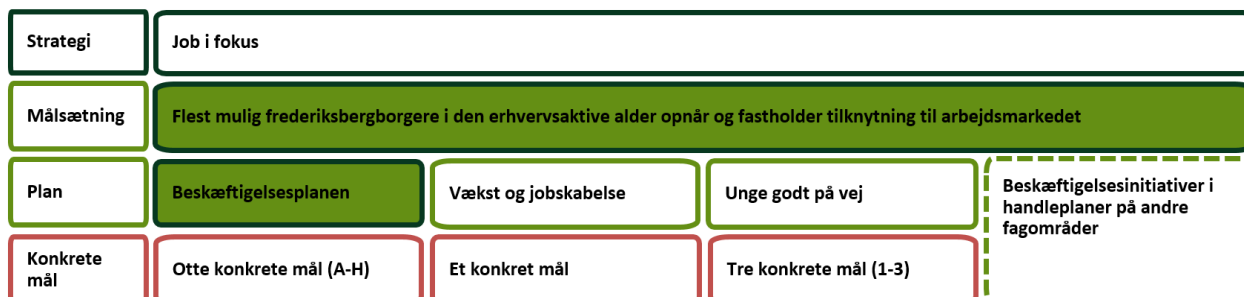 Strategi
Job i fokus
Målsætning
Flest mulig frederiksbergborgere i den erhvervsaktive alder opnår og fastholder tilknytning til arbejdsmarkedet
Plan
Beskæftigelsesplanen
Vækst og jobskabelse
Unge godt på vej
Beskæftigelsesinitiativer i
handleplaner på andre
fagområder
Konkrete
mål
Otte konkrete mål (A-H)
Et konkret mål
Tre konkrete mål (1-3)